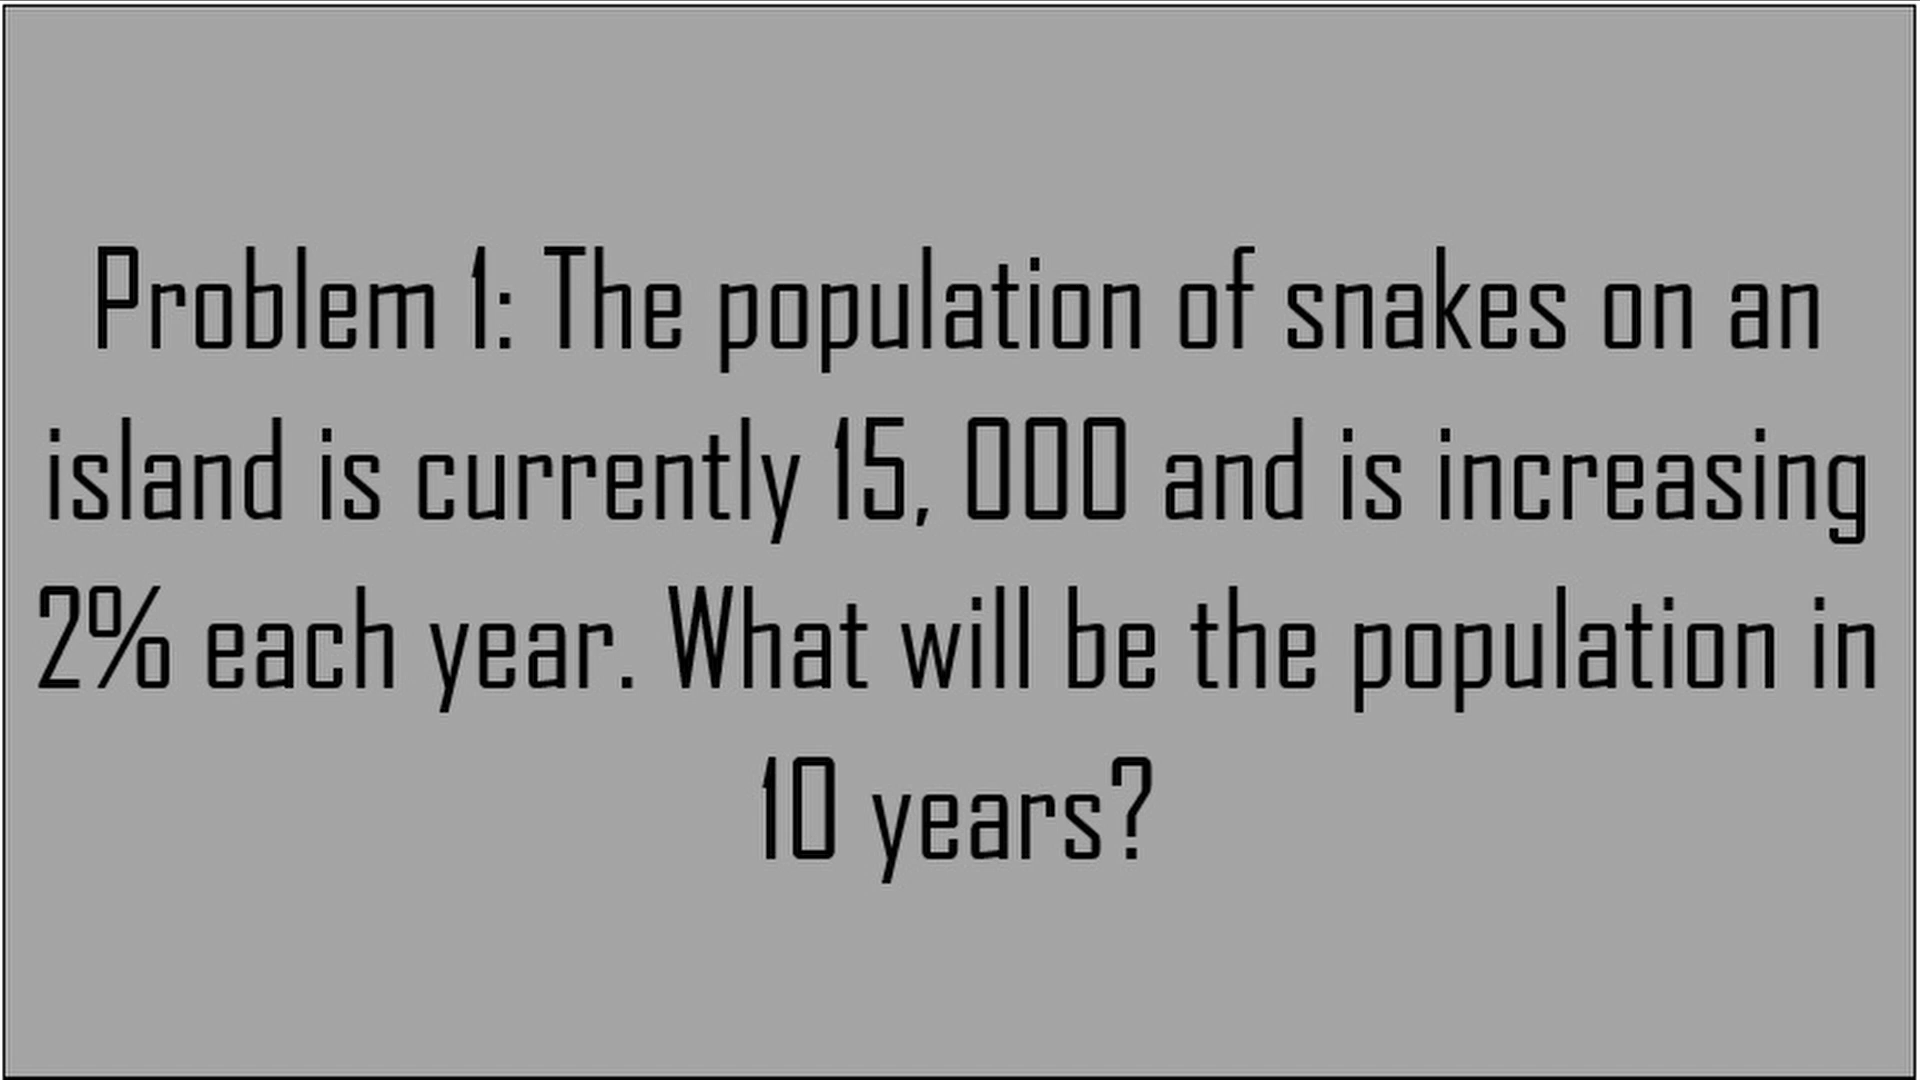 Problem 1: The population of snakes on an
island is currently 15, 000 and is increasing
2% each year. What will be the population in
10 years?